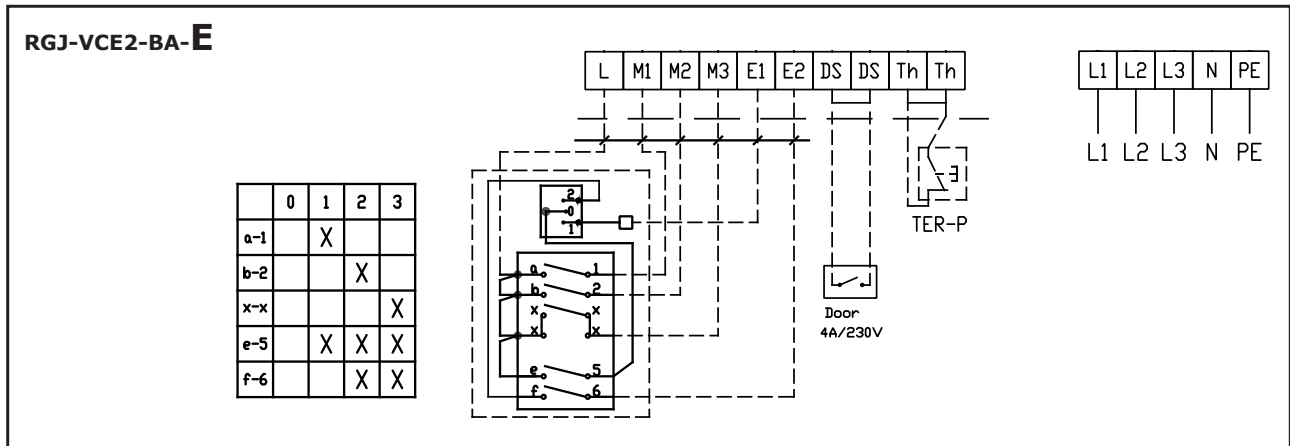 RGJ-VCE2-BA-E
L M1 M2 M3 E1 E2 DS DS Th Th
L1 L2 L3 N PE
L1 L2 L3 N PE
TER-P
0 1 2 3
a-1 X
b-2 X
x-x X
e-5 X X X
f-6 X X
2
0
1
a 1
b 2
x x
x x
e 5
f 6
Door
4A/230V